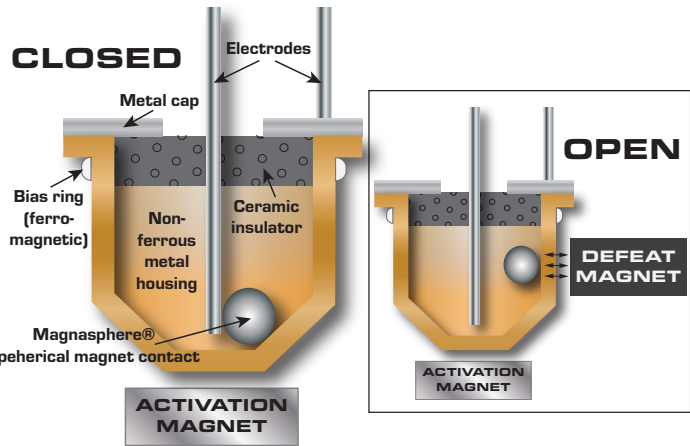 CLOSED
Electrodes
Metal cap
Bias ring
(ferro-
magnetic)
Non-
ferrous
metal
housing
Ceramic
insulator
Magnasphere®
peherical magnet contact
ACTIVATION
MAGNET
OPEN
DEFEAT
MAGNET
ACTIVATION
MAGNET